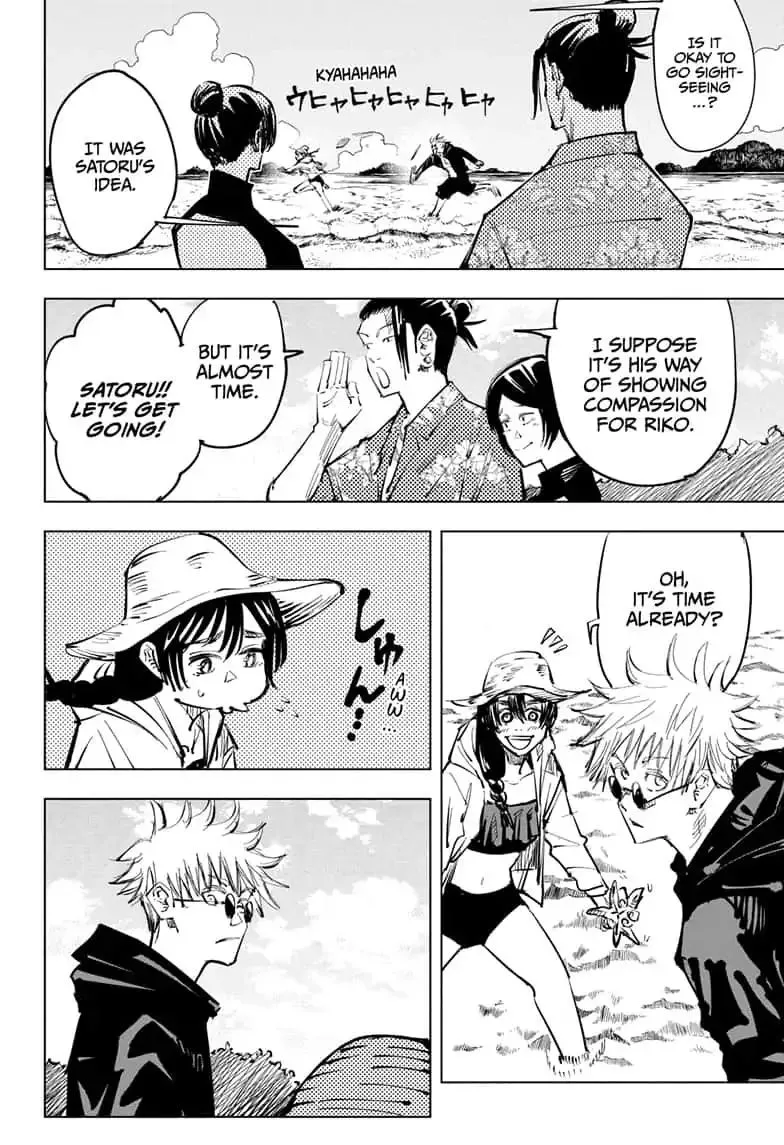 IS IT
OKAY TO
GO SIGHT-
SEEING
...?
KYAHAHAHA
ウヒャヒャヒャヒャヒャ
IT WAS
SATORU'S
IDEA.
I SUPPOSE
IT'S HIS WAY
OF SHOWING
COMPASSION
FOR RIKO.
BUT IT'S
ALMOST
TIME.
SATORU!!
LET'S GET
GOING!
OH,
IT'S TIME
ALREADY?
しゅん…
AWW...